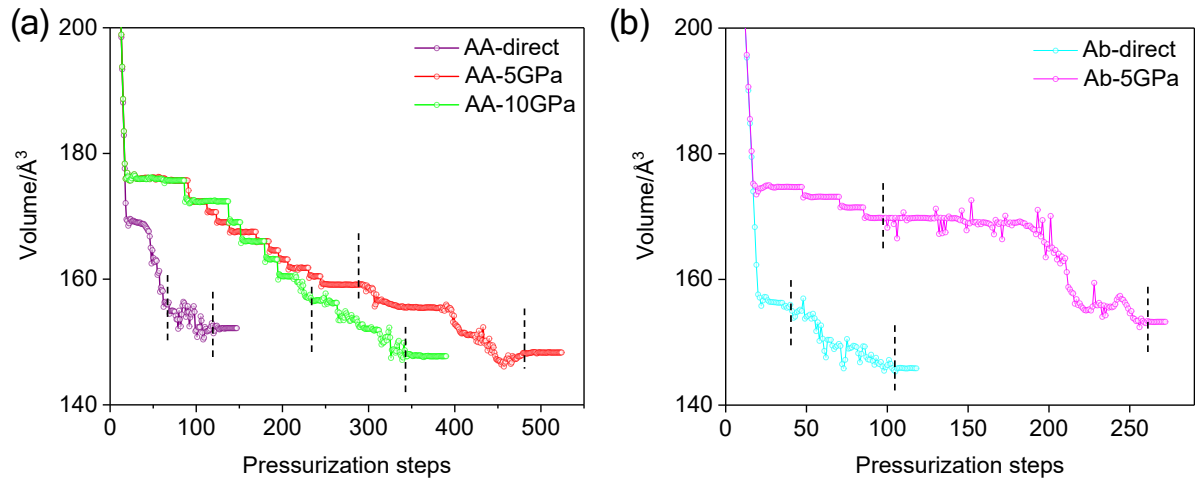 (a)
AA-direct
AA-5GPa
AA-10GPa
Volume/Å³
200
180
160
140
0 100 200 300 400 500
Pressurization steps
(b)
Ab-direct
Ab-5GPa
Volume/Å³
200
180
160
140
0 50 100 150 200 250
Pressurization steps